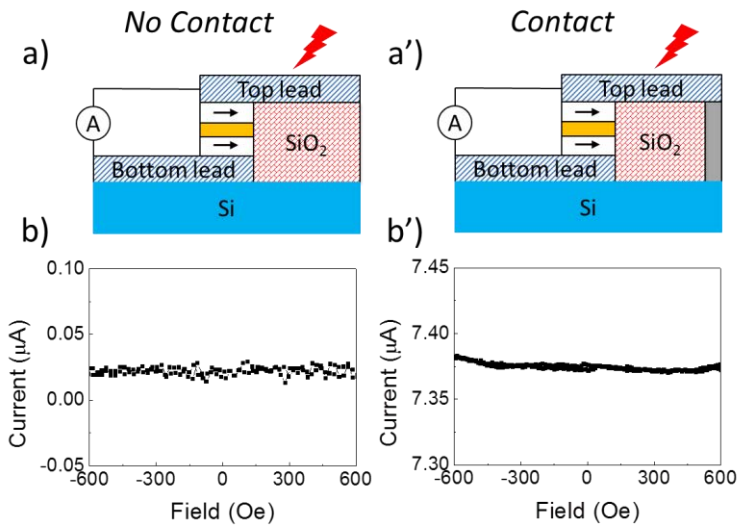 No Contact
Contact
a)
a')
A
Top lead
SiO₂
Bottom lead
Si
A
Top lead
SiO₂
Bottom lead
Si
b)
b')
Current (μA)
0.10
0.05
0.00
-0.05
-600
-300
0
300
600
Field (Oe)
Current (μA)
7.45
7.40
7.35
7.30
-600
-300
0
300
600
Field (Oe)